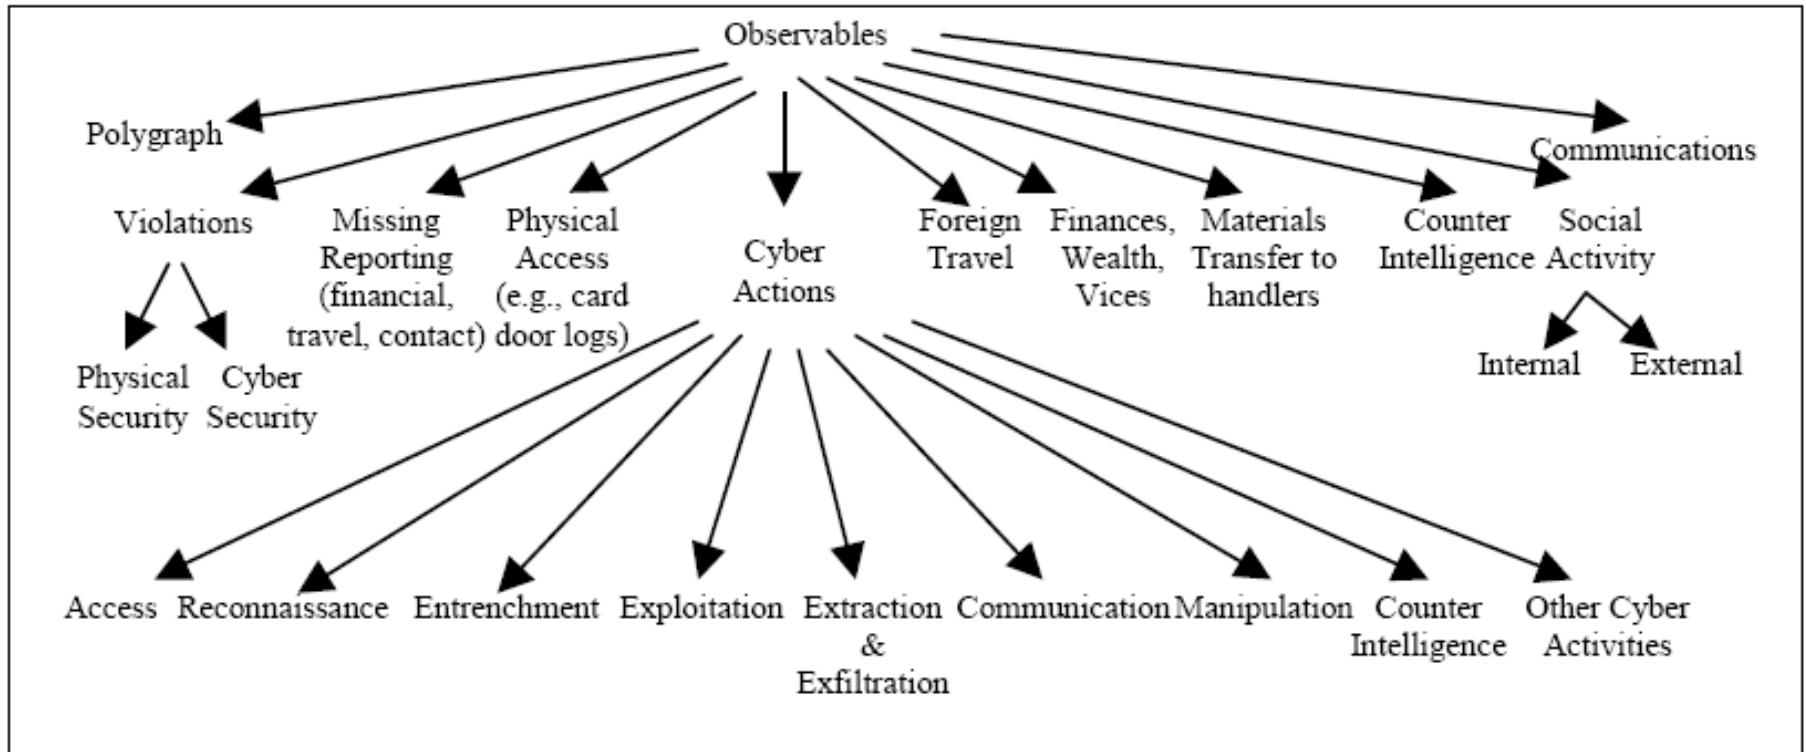 Observables
Polygraph
Communications
Violations
Missing
Reporting
(financial,
travel, contact)
Physical
Access
(e.g., card
door logs)
Cyber
Actions
Foreign
Travel
Finances,
Wealth,
Vices
Materials
Transfer to
handlers
Counter
Intelligence
Social
Activity
Physical
Security
Cyber
Security
Internal
External
Access
Reconnaissance
Entrenchment
Exploitation
Extraction
&
Exfiltration
Communication
Manipulation
Counter
Intelligence
Other Cyber
Activities